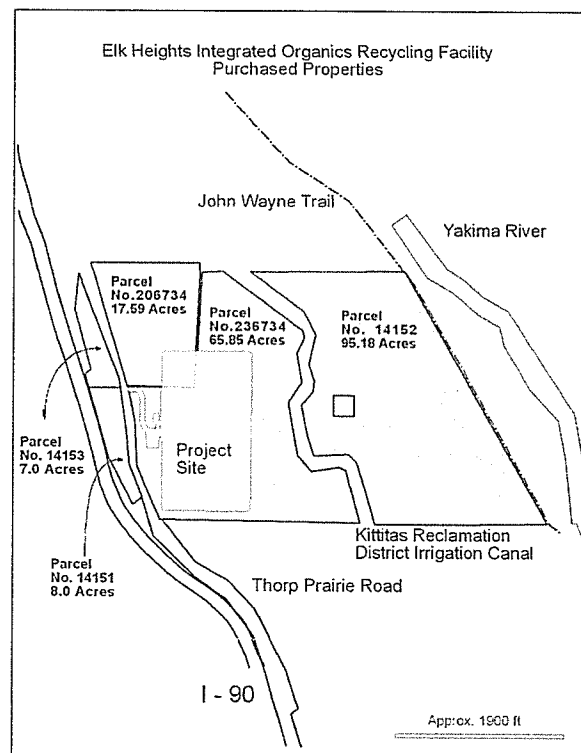 Elk Heights Integrated Organics Recycling Facility
Purchased Properties
John Wayne Trail
Yakima River
Parcel
No.206734
17.59 Acres
Parcel
No.236734
65.85 Acres
Parcel
No. 14152
95.18 Acres
Project
Site
Parcel
No. 14153
7.0 Acres
Parcel
No. 14151
8.0 Acres
Kittitas Reclamation
District Irrigation Canal
Thorp Prairie Road
I - 90
Approx. 1900 ft